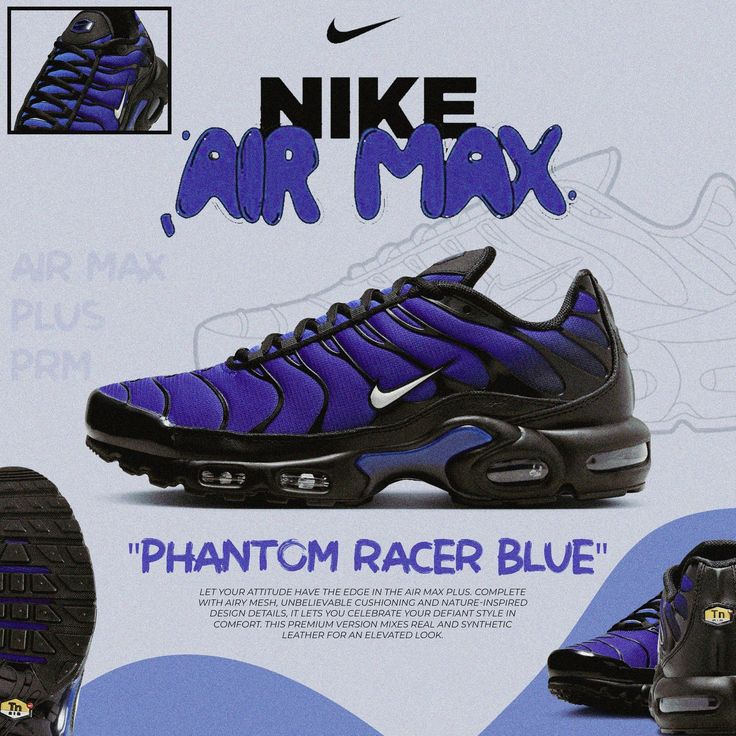 NIKE
AIR MAX
AIR MAX
PLUS
PRM
"PHANTOM RACER BLUE"
LET YOUR ATTITUDE HAVE THE EDGE IN THE AIR MAX PLUS. COMPLETE
WITH AIRY MESH, UNBELIEVABLE CUSHIONING AND NATURE-INSPIRED
DESIGN DETAILS, IT LETS YOU CELEBRATE YOUR DEFIANT STYLE IN
COMFORT. THIS PREMIUM VERSION MIXES REAL AND SYNTHETIC
LEATHER FOR AN ELEVATED LOOK.
Tn
AIR
Tn
AIR